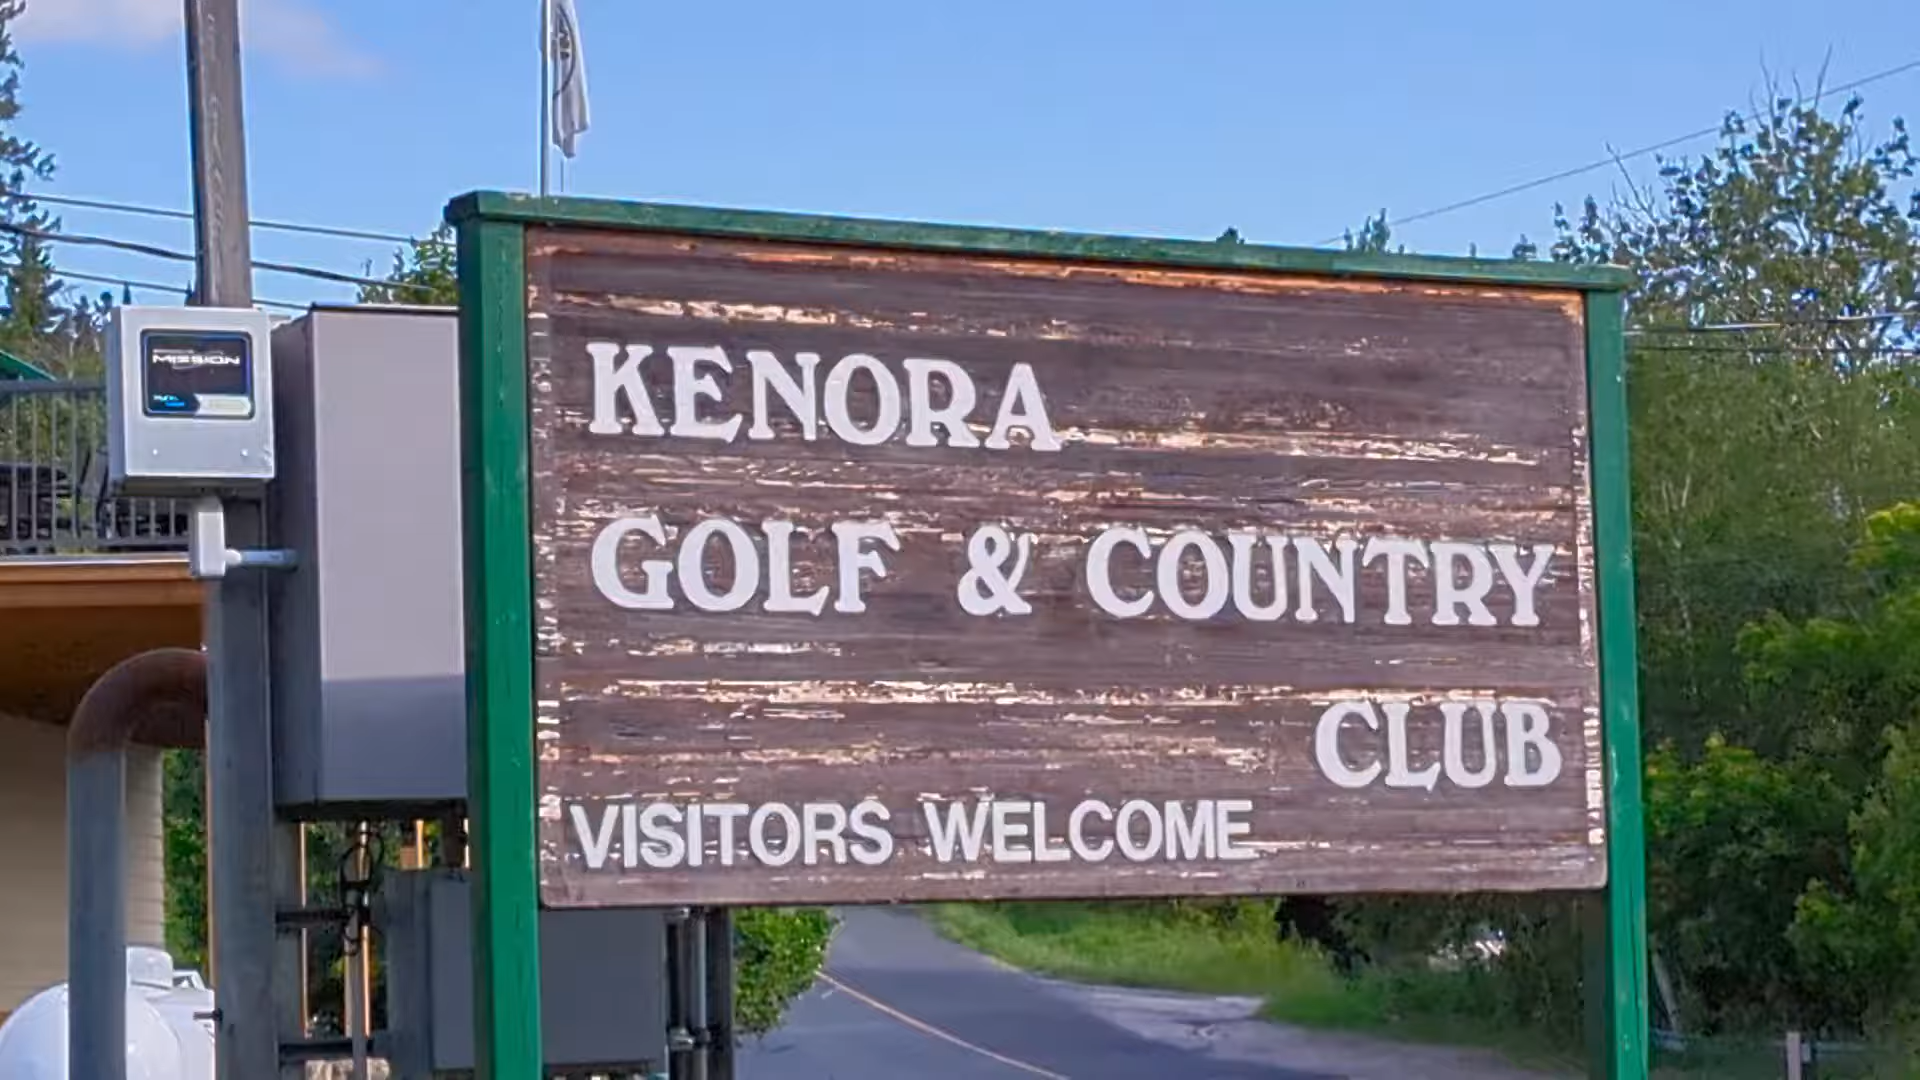 KENORA
GOLF & COUNTRY
CLUB
VISITORS WELCOME
MISSION